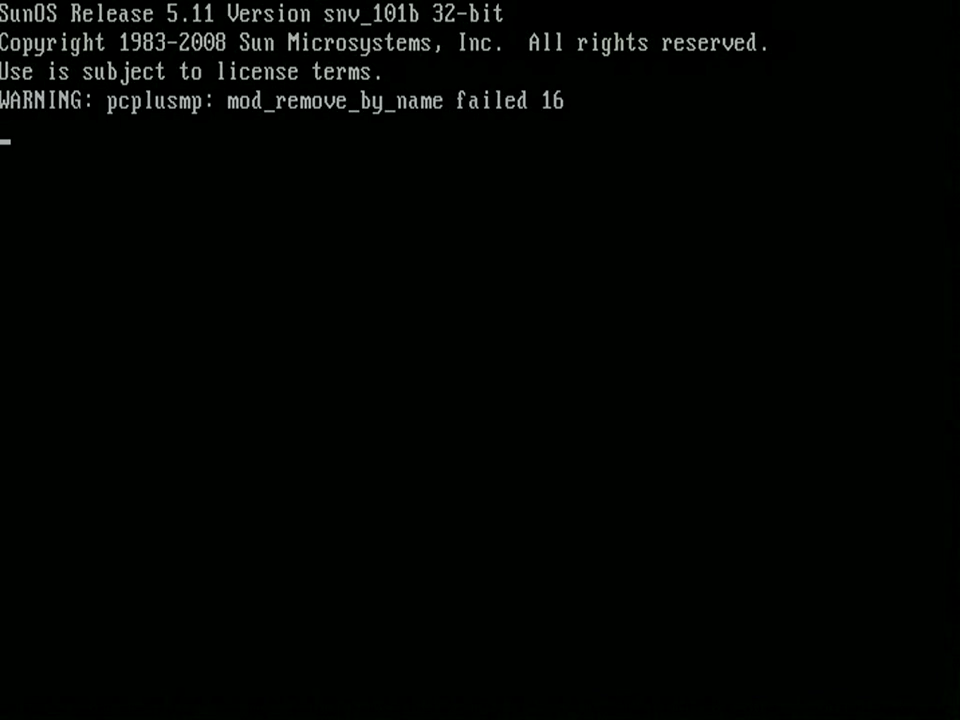 SunOS Release 5.11 Version snv_101b 32-bit
Copyright 1983-2008 Sun Microsystems, Inc.  All rights reserved.
Use is subject to license terms.
WARNING: pcplusmp: mod_remove_by_name failed 16